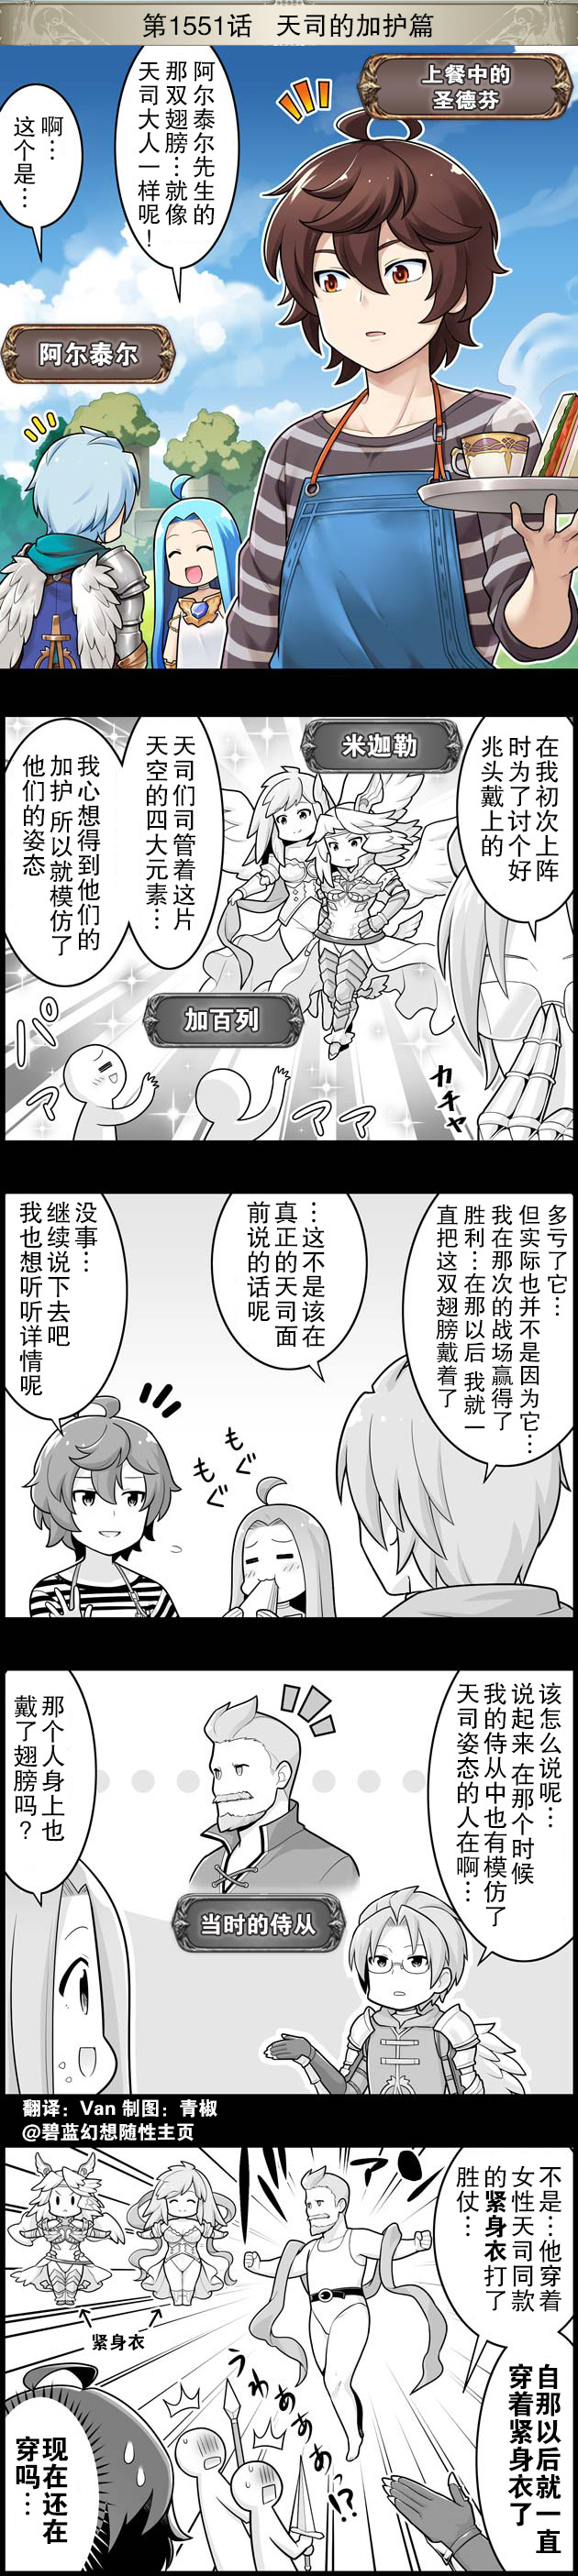 第1551话　天司的加护篇
上餐中的
圣德芬
阿尔泰尔先生的
那双翅膀…就像
天司大人一样呢！
啊…
这个是…
阿尔泰尔
在我初次上阵
时为了讨个好
兆头戴上的
米迦勒
天司们司管着这片
天空的四大元素…
我心想得到他们的
加护 所以就模仿了
他们的姿态
加百列
パァ
アア
カチャ
多亏了它…
但实际也并不是因为它…
我在那次的战场赢得了
胜利…在那以后 我就一
直把这双翅膀戴着了
…这不是该在
真正的天司面
前说的话呢
没事…
继续说下去吧
我也想听听详情呢
もぐ
もぐ
该怎么说呢…
说起来 在那个时候
我的侍从中也有模仿了
天司姿态的人在啊…
当时的侍从
那个人身上也
戴了翅膀吗？
翻译：Van 制图：青椒
@碧蓝幻想随性主页
不是…他穿着
女性天司同款
的紧身衣打了
胜仗…
紧身衣
うわぁあぁあぁっ
!?
自那以后就一直
穿着紧身衣了
现在还在
穿吗…